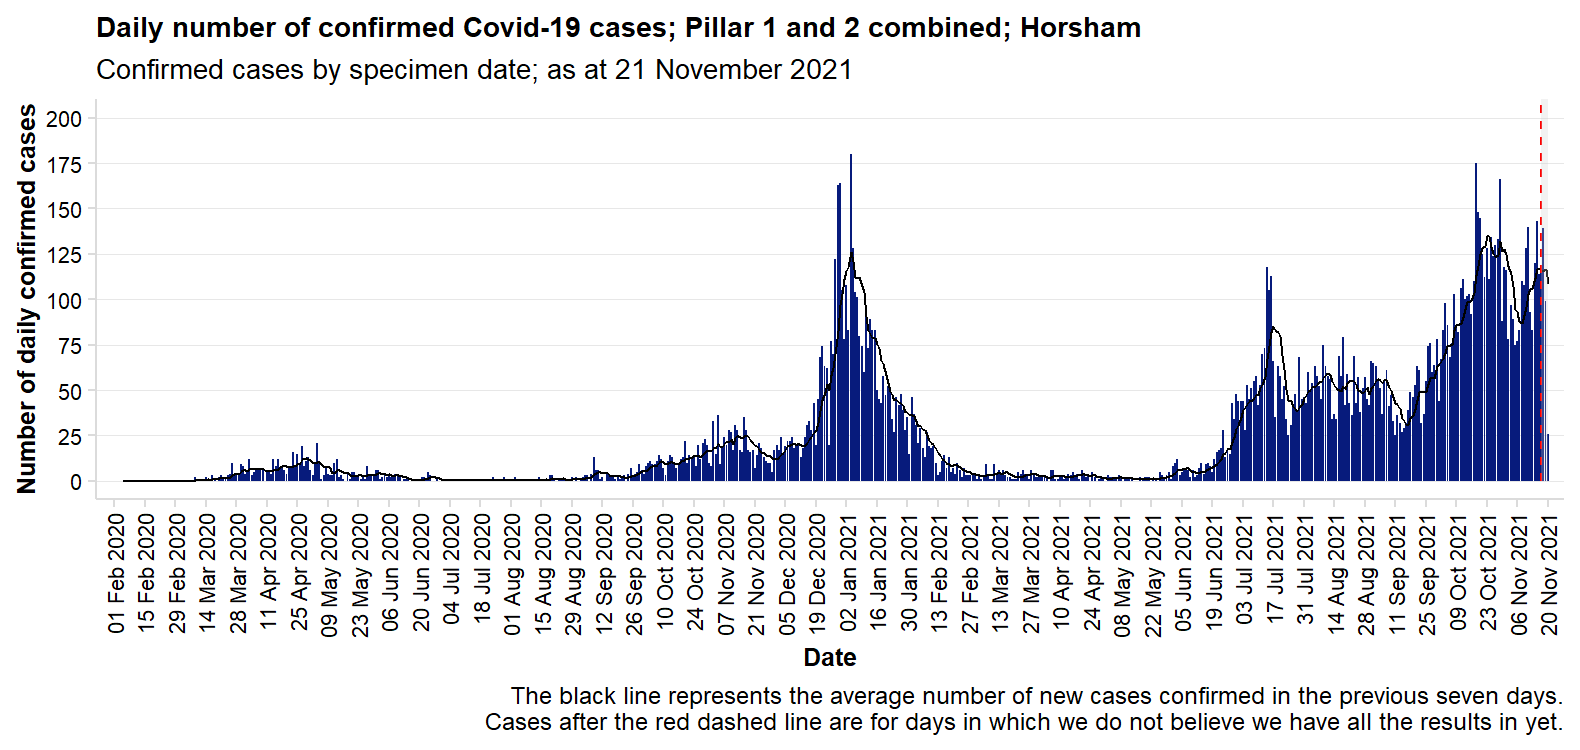 Daily number of confirmed Covid-19 cases; Pillar 1 and 2 combined; Horsham
Confirmed cases by specimen date; as at 21 November 2021
Number of daily confirmed cases
200
175
150
125
100
75
50
25
0
01 Feb 2020
15 Feb 2020
29 Feb 2020
14 Mar 2020
28 Mar 2020
11 Apr 2020
25 Apr 2020
09 May 2020
23 May 2020
06 Jun 2020
20 Jun 2020
04 Jul 2020
18 Jul 2020
01 Aug 2020
15 Aug 2020
29 Aug 2020
12 Sep 2020
26 Sep 2020
10 Oct 2020
24 Oct 2020
07 Nov 2020
21 Nov 2020
05 Dec 2020
19 Dec 2020
02 Jan 2021
16 Jan 2021
30 Jan 2021
13 Feb 2021
27 Feb 2021
13 Mar 2021
27 Mar 2021
10 Apr 2021
24 Apr 2021
08 May 2021
22 May 2021
05 Jun 2021
19 Jun 2021
03 Jul 2021
17 Jul 2021
31 Jul 2021
14 Aug 2021
28 Aug 2021
11 Sep 2021
25 Sep 2021
09 Oct 2021
23 Oct 2021
06 Nov 2021
20 Nov 2021
Date
The black line represents the average number of new cases confirmed in the previous seven days.
Cases after the red dashed line are for days in which we do not believe we have all the results in yet.